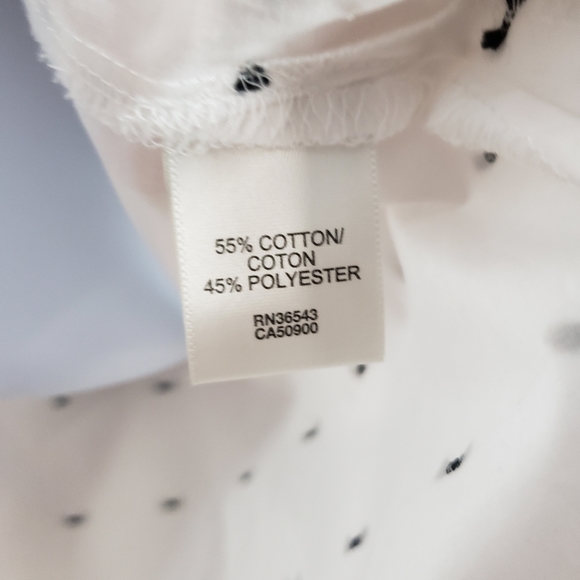 55% COTTON/
COTON
45% POLYESTER
RN36543
CA50900